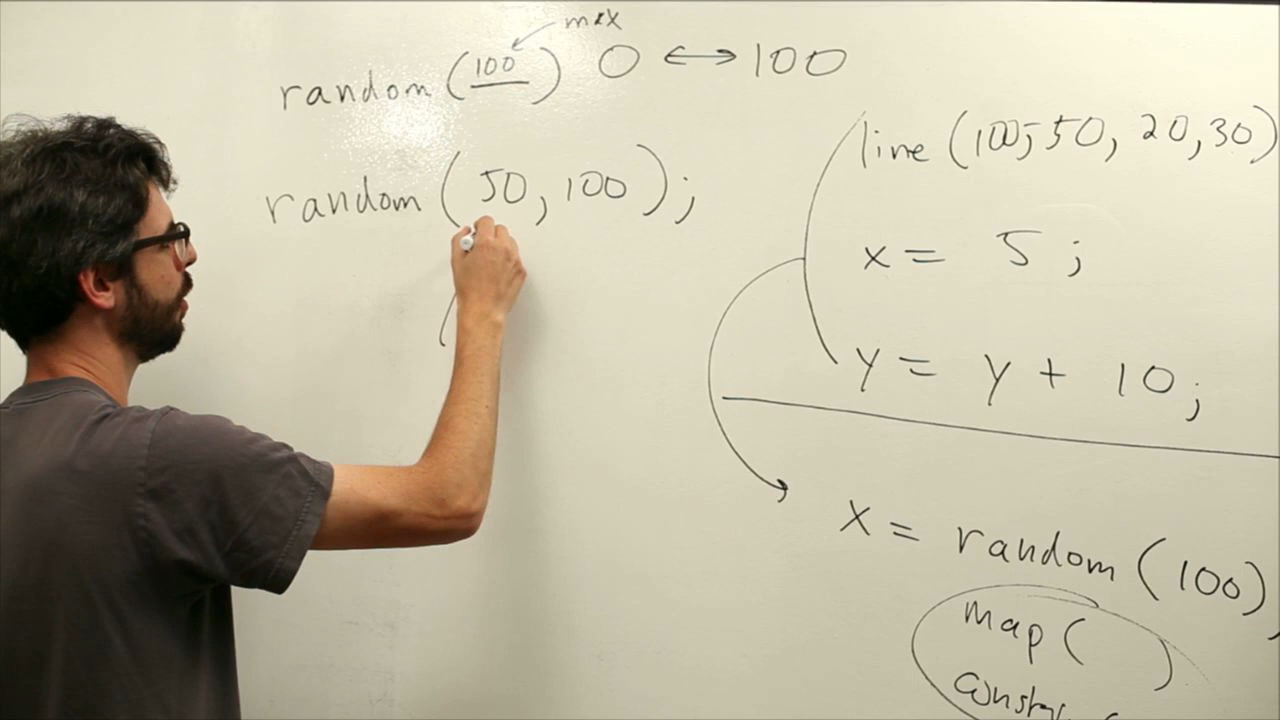 max
random (100) 0 ↔ 100
random (50, 100);
line (100, 50, 20, 30)
x = 5;
y = y + 10;
x = random (100);
map ( )